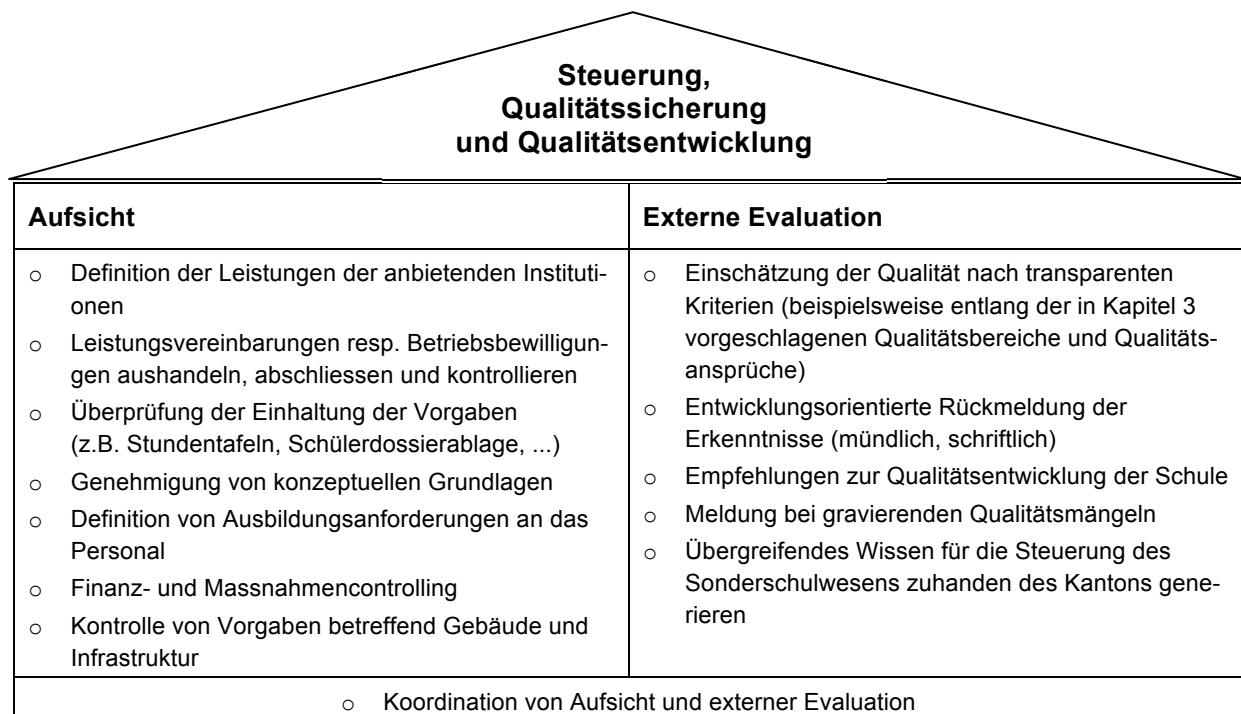 Steuerung,
Qualitätssicherung
und Qualitätsentwicklung
Aufsicht
o Definition der Leistungen der anbietenden Instituti-
onen
o Leistungsvereinbarungen resp. Betriebsbewilligun-
gen aushandeln, abschliessen und kontrollieren
o Überprüfung der Einhaltung der Vorgaben
(z.B. Stundentafeln, Schülerdossierablage, ...)
o Genehmigung von konzeptuellen Grundlagen
o Definition von Ausbildungsanforderungen an das
Personal
o Finanz- und Massnahmencontrolling
o Kontrolle von Vorgaben betreffend Gebäude und
Infrastruktur
Externe Evaluation
o Einschätzung der Qualität nach transparenten
Kriterien (beispielsweise entlang der in Kapitel 3
vorgeschlagenen Qualitätsbereiche und Qualitäts-
ansprüche)
o Entwicklungsorientierte Rückmeldung der
Erkenntnisse (mündlich, schriftlich)
o Empfehlungen zur Qualitätsentwicklung der Schule
o Meldung bei gravierenden Qualitätsmängeln
o Übergreifendes Wissen für die Steuerung des
Sonderschulwesens zuhanden des Kantons gene-
rieren
o Koordination von Aufsicht und externer Evaluation